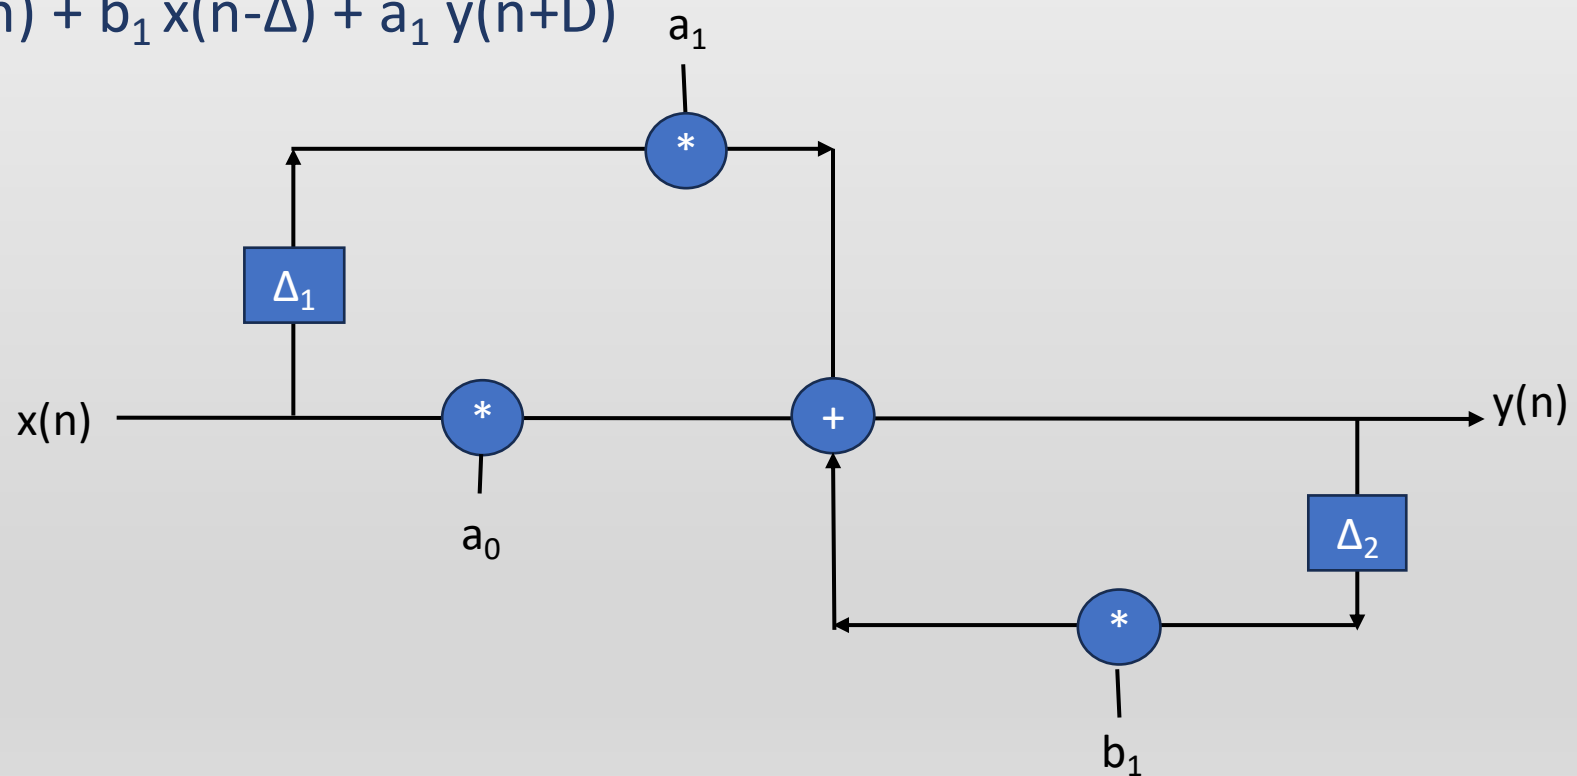 n) + b₁ x(n-Δ) + a₁ y(n+D)
a₁
*
Δ₁
x(n)
*
+
y(n)
a₀
Δ₂
*
b₁